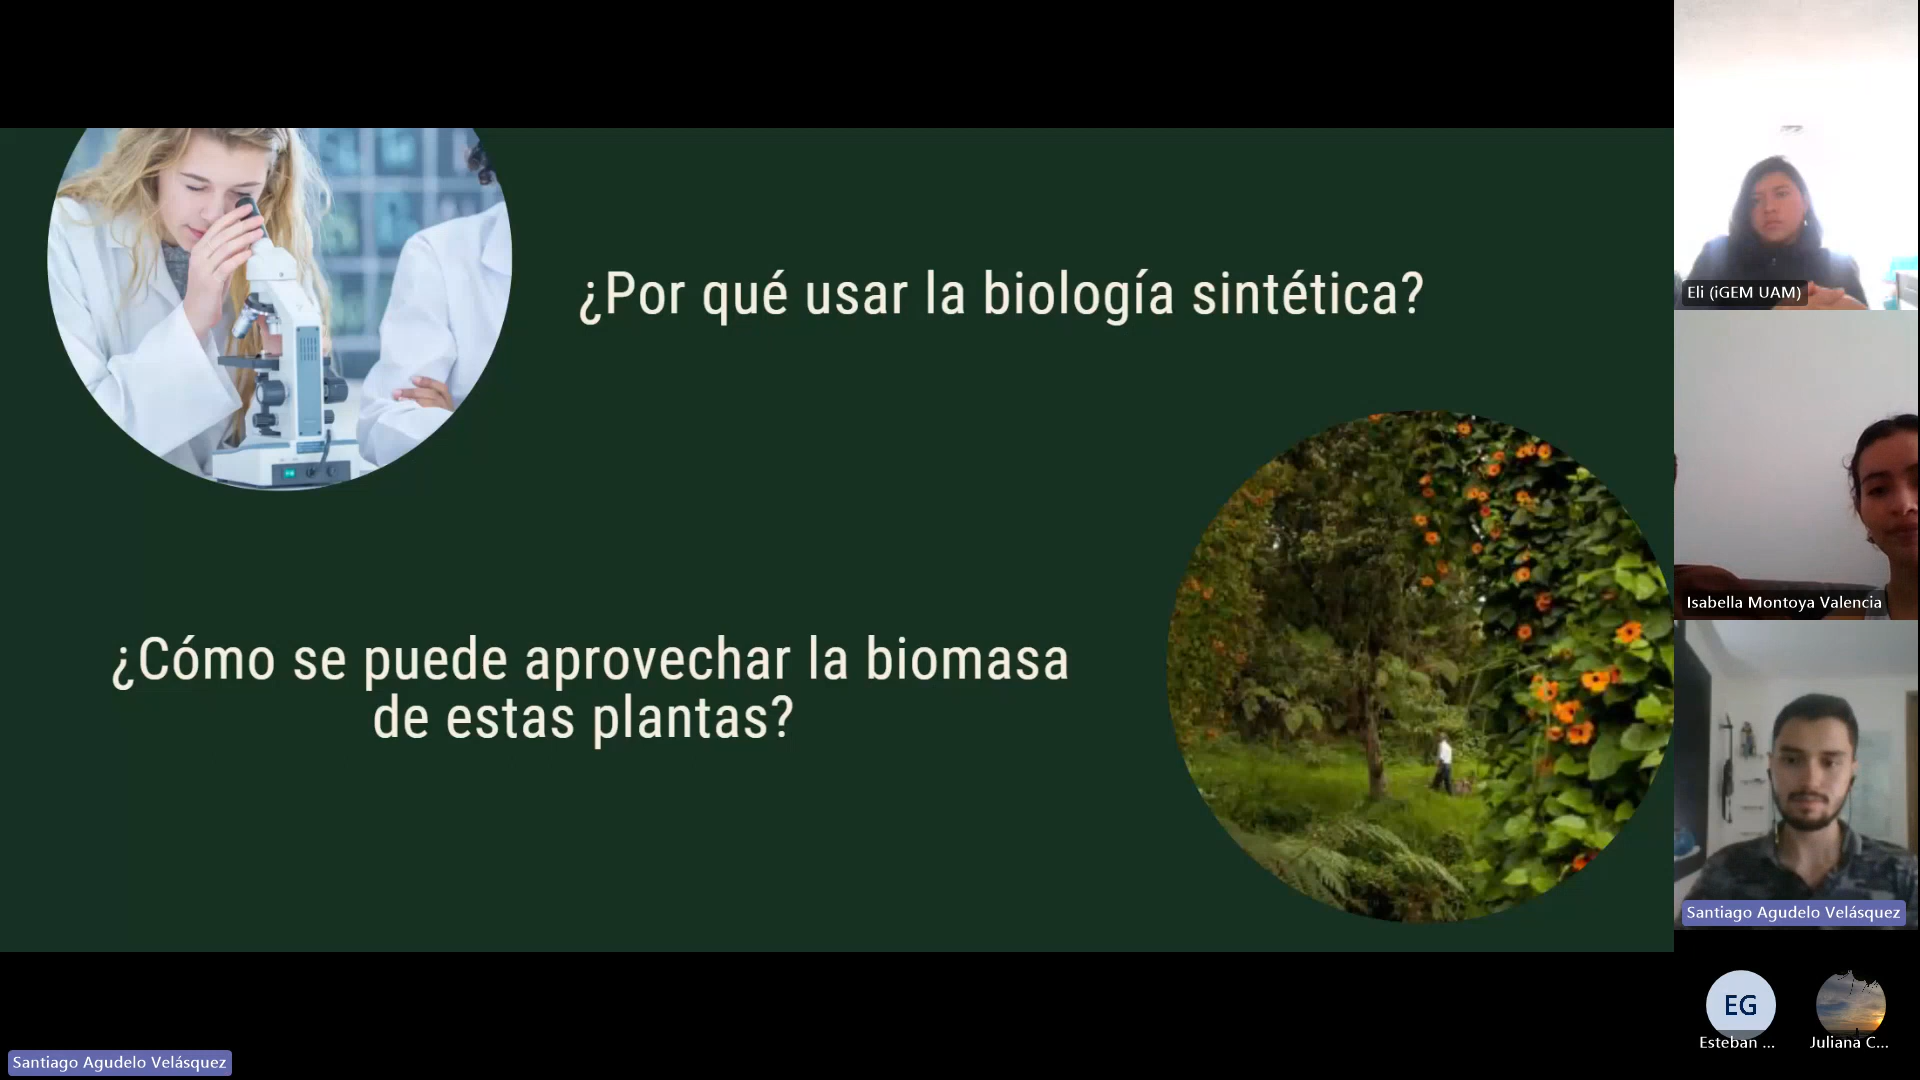 ¿Por qué usar la biología sintética?
¿Cómo se puede aprovechar la biomasa
de estas plantas?
Eli (iGEM UAM)
Isabella Montoya Valencia
Santiago Agudelo Velásquez
EG
Esteban ...
Juliana C...
Santiago Agudelo Velásquez